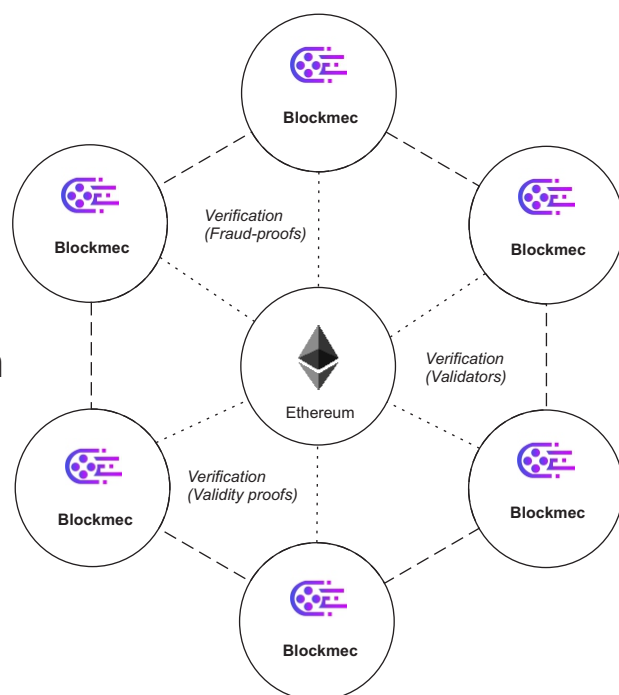 Blockmec
Blockmec
Verification
(Fraud-proofs)
Blockmec
Verification
(Validators)
Ethereum
Verification
(Validity proofs)
Blockmec
Blockmec
Blockmec